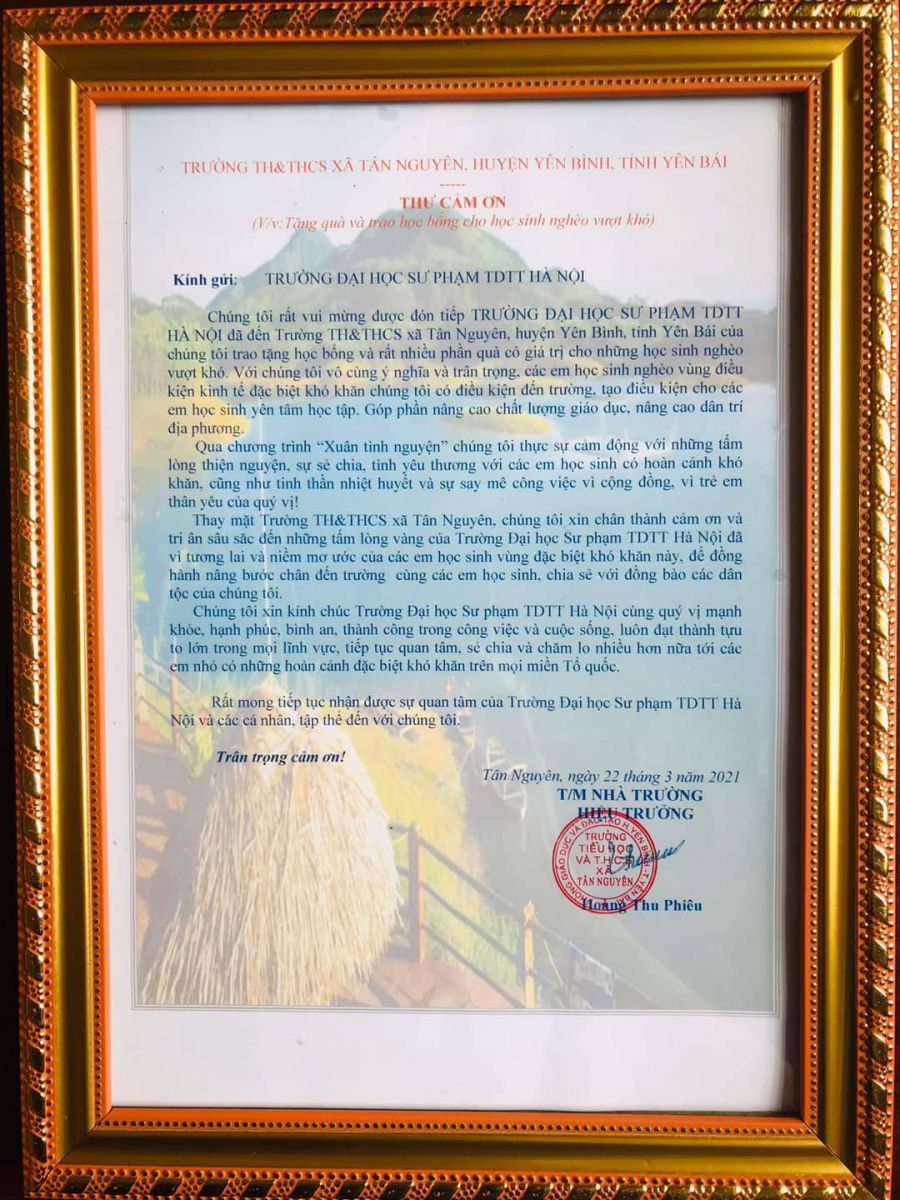 TRƯỜNG TH&THCS XÃ TÂN NGUYÊN, HUYỆN YÊN BÌNH, TỈNH YÊN BÁI
-----
THƯ CẢM ƠN
(V/v:Tặng quà và trao học bổng cho học sinh nghèo vượt khó)
Kính gửi: TRƯỜNG ĐẠI HỌC SƯ PHẠM TDTT HÀ NỘI
Chúng tôi rất vui mừng được đón tiếp TRƯỜNG ĐẠI HỌC SƯ PHẠM TDTT
HÀ NỘI đã đến Trường TH&THCS xã Tân Nguyên, huyện Yên Bình, tỉnh Yên Bái của
chúng tôi trao tặng học bổng và rất nhiều phần quà có giá trị cho những học sinh nghèo
vượt khó. Với chúng tôi vô cùng ý nghĩa và trân trọng, các em học sinh nghèo vùng điều
kiện kinh tế đặc biệt khó khăn chúng tôi có điều kiện đến trường, tạo điều kiện cho các
em học sinh yên tâm học tập. Góp phần nâng cao chất lượng giáo dục, nâng cao dân trí
địa phương.
Qua chương trình “Xuân tình nguyện” chúng tôi thực sự cảm động với những tấm
lòng thiện nguyện, sự sẻ chia, tình yêu thương với các em học sinh có hoàn cảnh khó
khăn, cũng như tinh thần nhiệt huyết và sự say mê công việc vì cộng đồng, vì trẻ em
thân yêu của quý vị!
Thay mặt Trường TH&THCS xã Tân Nguyên, chúng tôi xin chân thành cảm ơn và
tri ân sâu sắc đến những tấm lòng vàng của Trường Đại học Sư phạm TDTT Hà Nội đã
vì tương lai và niềm mơ ước của các em học sinh vùng đặc biệt khó khăn này, để đồng
hành nâng bước chân đến trường cùng các em học sinh, chia sẻ với đồng bào các dân
tộc của chúng tôi.
Chúng tôi xin kính chúc Trường Đại học Sư phạm TDTT Hà Nội cùng quý vị mạnh
khỏe, hạnh phúc, bình an, thành công trong công việc và cuộc sống, luôn đạt thành tựu
to lớn trong mọi lĩnh vực, tiếp tục quan tâm, sẻ chia và chăm lo nhiều hơn nữa tới các
em nhỏ có những hoàn cảnh đặc biệt khó khăn trên mọi miền Tổ quốc.
Rất mong tiếp tục nhận được sự quan tâm của Trường Đại học Sư phạm TDTT Hà
Nội và các cá nhân, tập thể đến với chúng tôi.
Trân trọng cảm ơn!
Tân Nguyên, ngày 22 tháng 3 năm 2021
T/M NHÀ TRƯỜNG
HIỆU TRƯỞNG
PHÒNG GIÁO DỤC VÀ ĐÀO TẠO H. YÊN BÌNH - T. YÊN BÁI
TRƯỜNG
TIỂU HỌC
VÀ T.H.C.S
XÃ
TÂN NGUYÊN
Hoàng Thu Phiêu